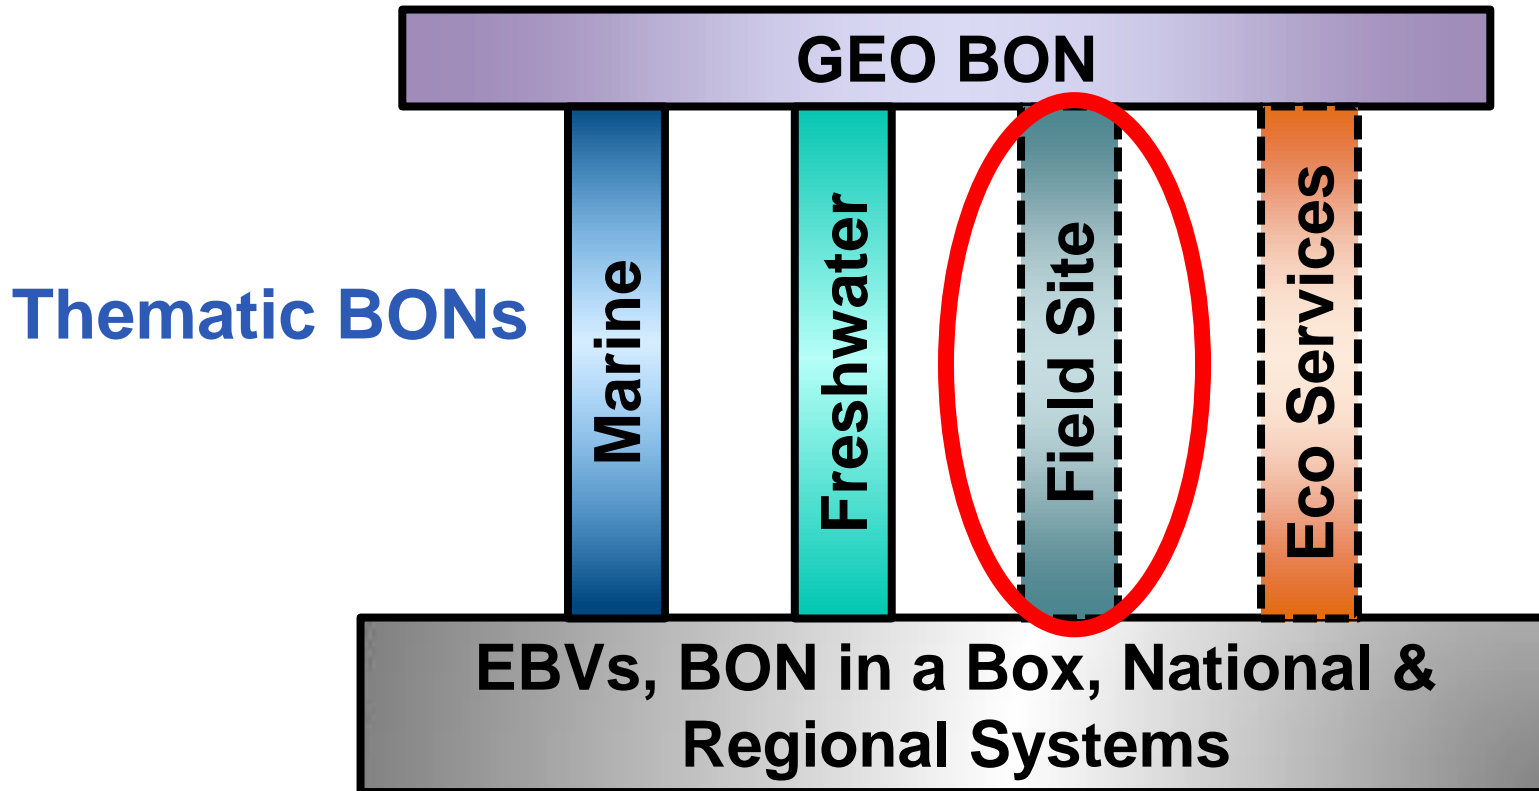 GEO BON
Thematic BONs
Marine
Freshwater
Field Site
Eco Services
EBVs, BON in a Box, National &
Regional Systems